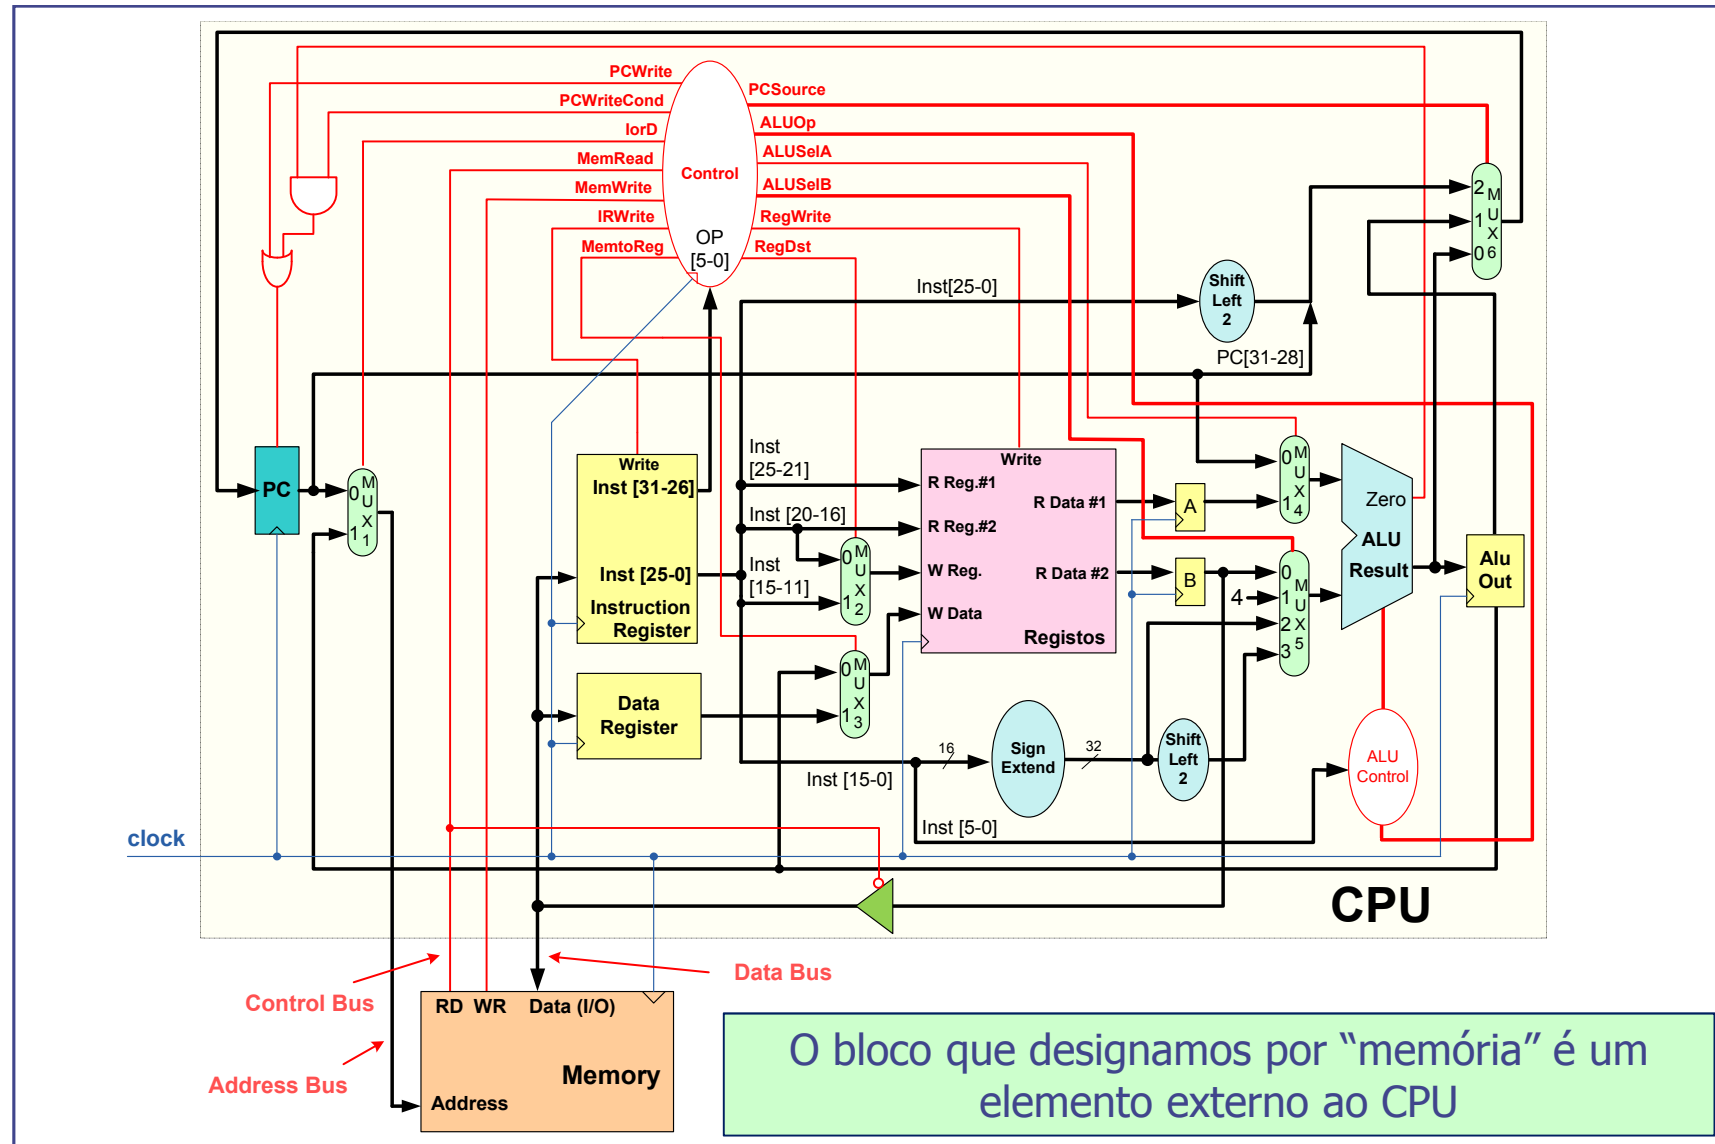 PCWrite
PCWriteCond
IorD
MemRead
MemWrite
IRWrite
MemtoReg
Control
OP
[5-0]
PCSource
ALUOp
ALUSelA
ALUSelB
RegWrite
RegDst
2
1
0
M
U
X
6
Inst[25-0]
Shift
Left
2
PC[31-28]
PC
0
1
M
U
X
1
Write
Inst [31-26]
Inst [25-0]
Instruction
Register
Inst
[25-21]
Inst [20-16]
Inst
[15-11]
0
1
M
U
X
2
Write
R Reg.#1
R Reg.#2
W Reg.
W Data
R Data #1
R Data #2
Registos
A
B
4
0
1
M
U
X
4
0
1
2
3
M
U
X
5
Zero
ALU
Result
Alu
Out
Data
Register
0
1
M
U
X
3
Inst [15-0]
16
Sign
Extend
32
Shift
Left
2
ALU
Control
Inst [5-0]
clock
CPU
Control Bus
Data Bus
Address Bus
RD WR Data (I/O)
Memory
Address
O bloco que designamos por “memória” é um
elemento externo ao CPU